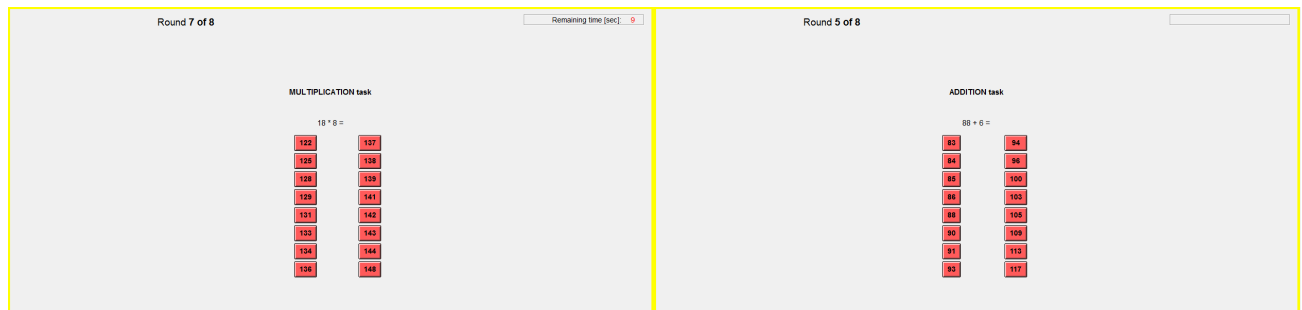 Round 7 of 8
Remaining time [sec]: 9
MULTIPLICATION task
18 * 8 =
122 137
125 138
128 139
129 141
131 142
133 143
134 144
136 148
Round 5 of 8
ADDITION task
88 + 6 =
83 94
84 96
85 100
86 103
88 105
90 109
91 113
93 117